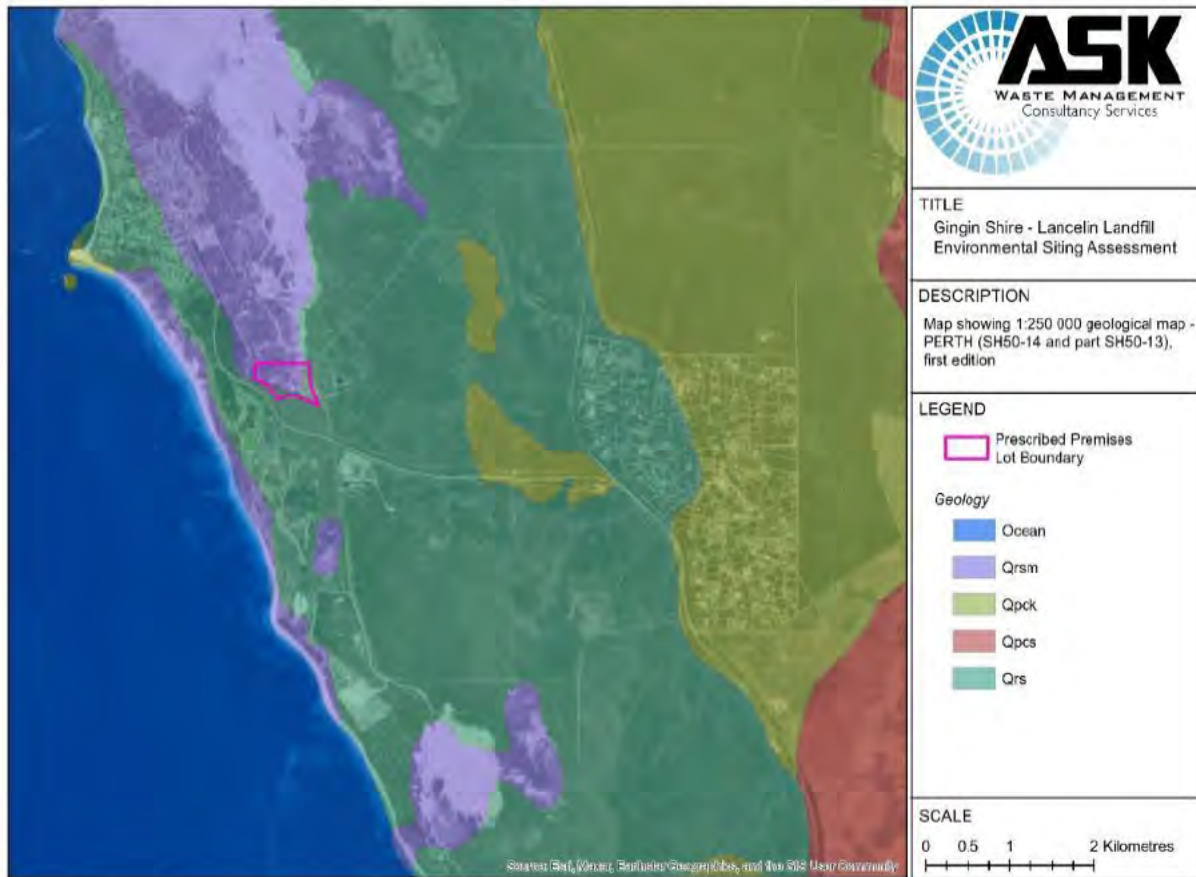 ASK
WASTE MANAGEMENT
Consultancy Services
TITLE
Gingin Shire - Lancelin Landfill
Environmental Siting Assessment
DESCRIPTION
Map showing 1:250 000 geological map -
PERTH (SH50-14 and part SH50-13),
first edition
LEGEND
Prescribed Premises
Lot Boundary
Geology
Ocean
Qrsm
Qpck
Qpcs
Qrs
SCALE
0 0.5 1 2 Kilometres
Source: Esri, Maxar, Earthstar Geographics, and the GIS User Community